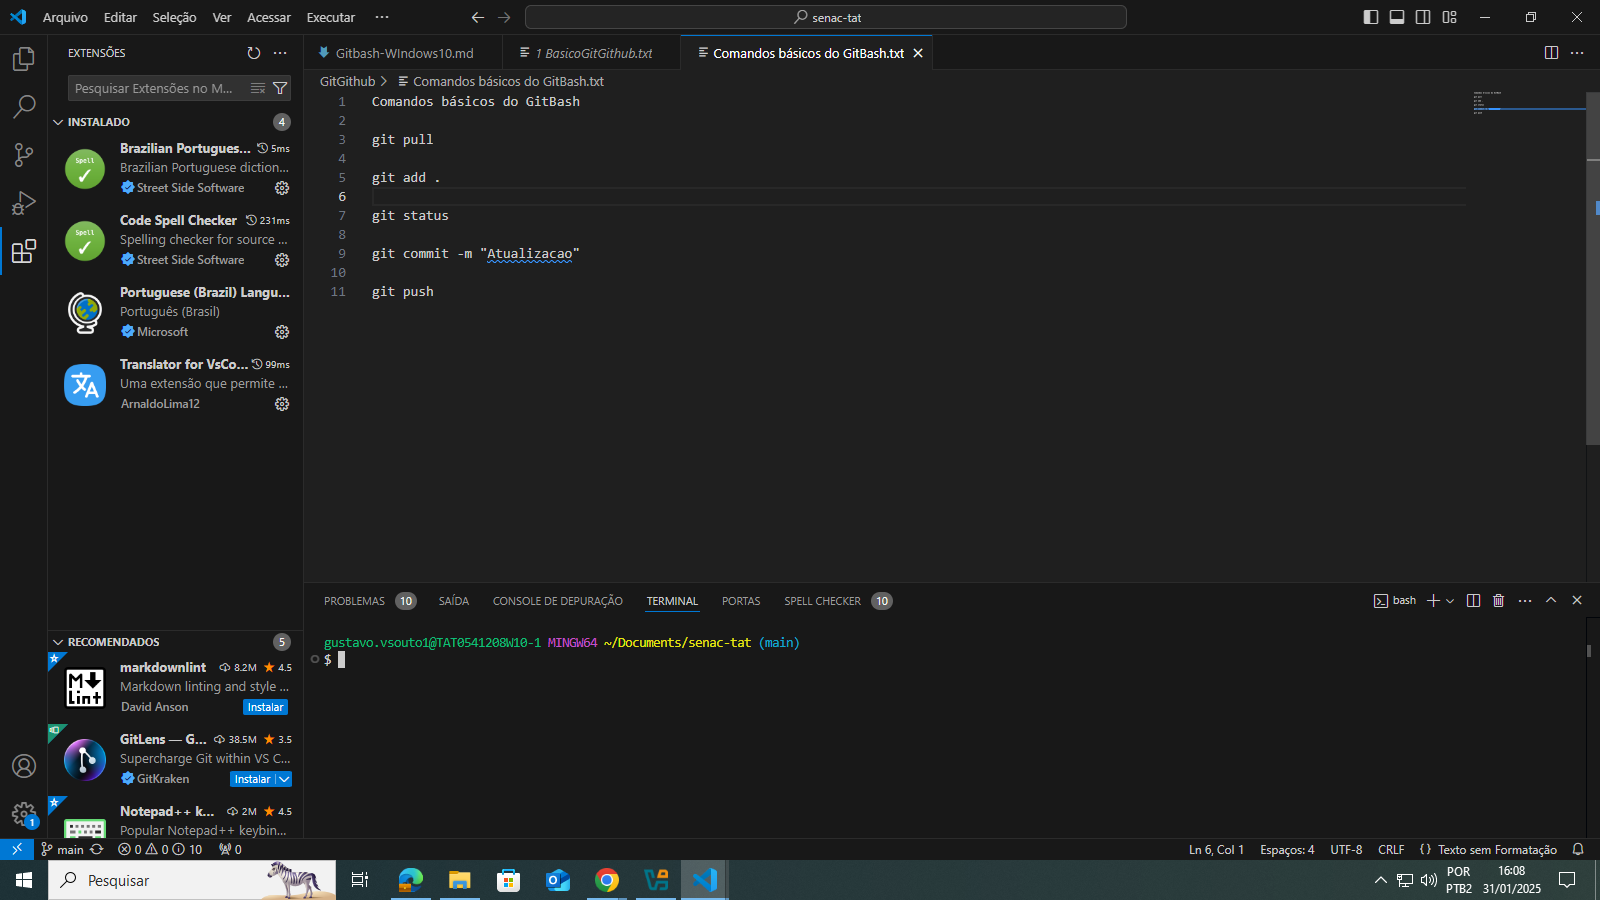 Arquivo Editar Seleção Ver Acessar Executar ··· senac-tat
EXTENSÕES ···
Pesquisar Extensões no M...
INSTALADO 4
Brazilian Portugues... 5ms
Brazilian Portuguese diction...
Street Side Software
Code Spell Checker 231ms
Spelling checker for source ...
Street Side Software
Portuguese (Brazil) Langu...
Português (Brasil)
Microsoft
Translator for VsCo... 99ms
Uma extensão que permite ...
ArnaldoLima12
RECOMENDADOS 5
markdownlint 8.2M ★ 4.5
Markdown linting and style ...
David Anson Instalar
GitLens — G... 38.5M ★ 3.5
Supercharge Git within VS C...
GitKraken Instalar
Notepad++ k... 2M ★ 4.5
Popular Notepad++ keybin...
Gitbash-WIndows10.md 1 BasicoGitGithub.txt Comandos básicos do GitBash.txt
GitGithub > Comandos básicos do GitBash.txt
1 Comandos básicos do GitBash
2
3 git pull
4
5 git add .
6
7 git status
8
9 git commit -m "Atualizacao"
10
11 git push
PROBLEMAS 10 SAÍDA CONSOLE DE DEPURAÇÃO TERMINAL PORTAS SPELL CHECKER 10 bash
gustavo.vsouto1@TAT0541208W10-1 MINGW64 ~/Documents/senac-tat (main)
$
1
main 0 0 10 0 Ln 6, Col 1 Espaços: 4 UTF-8 CRLF {} Texto sem Formatação
Pesquisar
POR 16:08
PTB2 31/01/2025